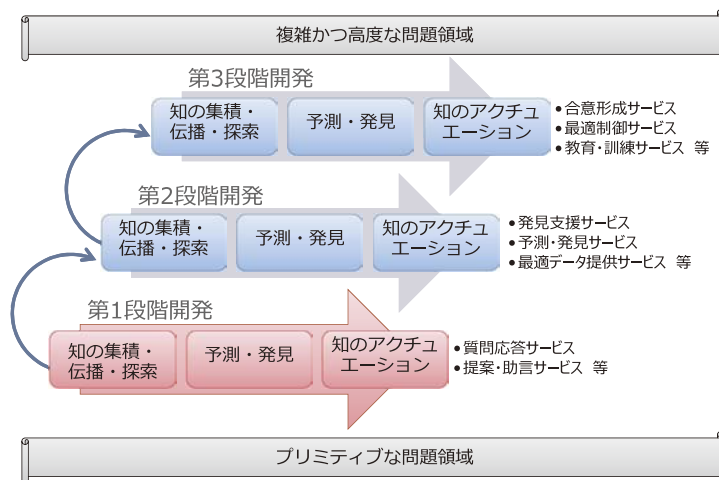 複雑かつ高度な問題領域
第3段階開発
知の集積・
伝播・探索
予測・発見
知のアクチュ
エーション
•合意形成サービス
•最適制御サービス
•教育・訓練サービス 等
第2段階開発
知の集積・
伝播・探索
予測・発見
知のアクチュ
エーション
•発見支援サービス
•予測・発見サービス
•最適データ提供サービス 等
第1段階開発
知の集積・
伝播・探索
予測・発見
知のアクチュ
エーション
•質問応答サービス
•提案・助言サービス 等
プリミティブな問題領域